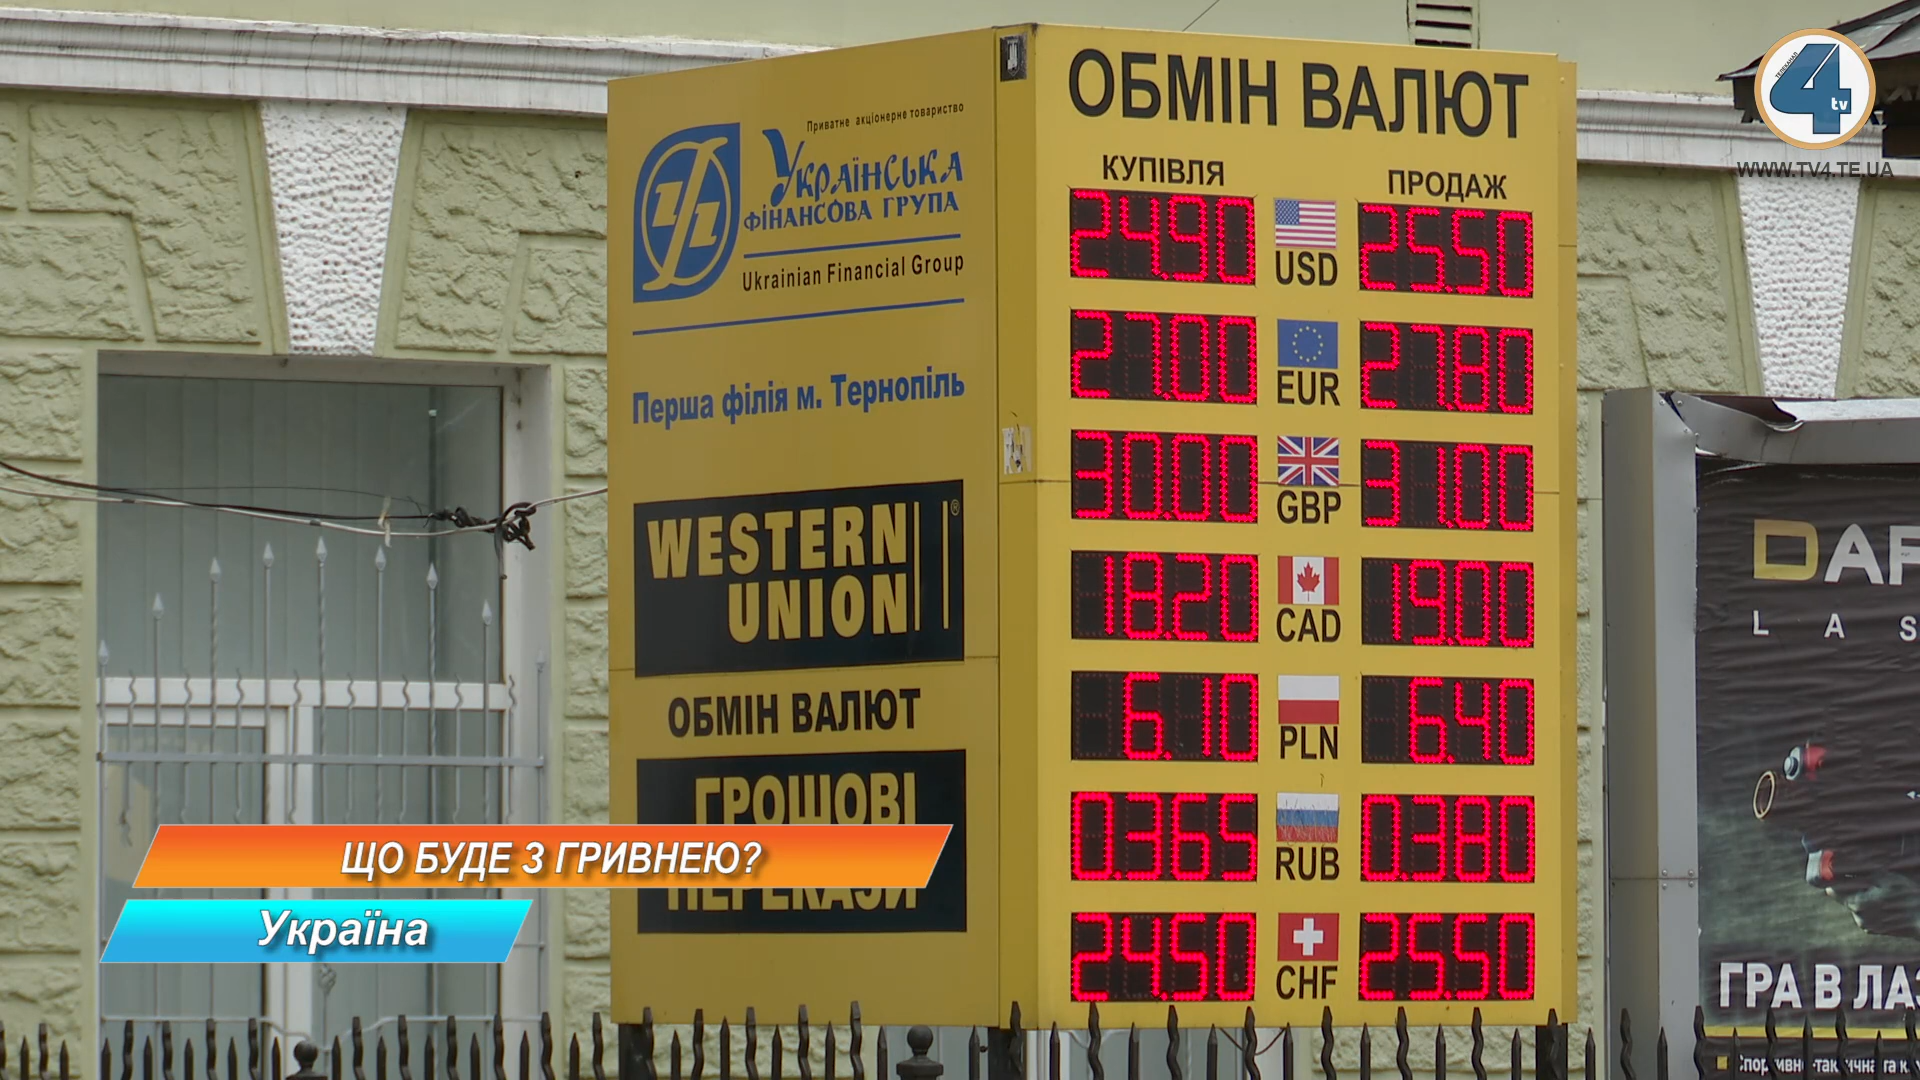 Приватне акціонерне товариство
Українська
ФІНАНСОВА ГРУПА
Ukrainian Financial Group
Перша філія м. Тернопіль
WESTERN
UNION
®
ОБМІН ВАЛЮТ
ГРОШОВІ
ПЕРЕКАЗИ
ОБМІН ВАЛЮТ
КУПІВЛЯ ПРОДАЖ
24.90 USD 25.50
27.00 EUR 27.80
30.00 GBP 31.00
18.20 CAD 19.00
6.10 PLN 6.40
0.365 RUB 0.380
24.50 CHF 25.50
ТЕЛЕКАНАЛ
4
tv
WWW.TV4.TE.UA
ЩО БУДЕ З ГРИВНЕЮ?
Україна
DAR
L A S
ГРА В ЛАЗ